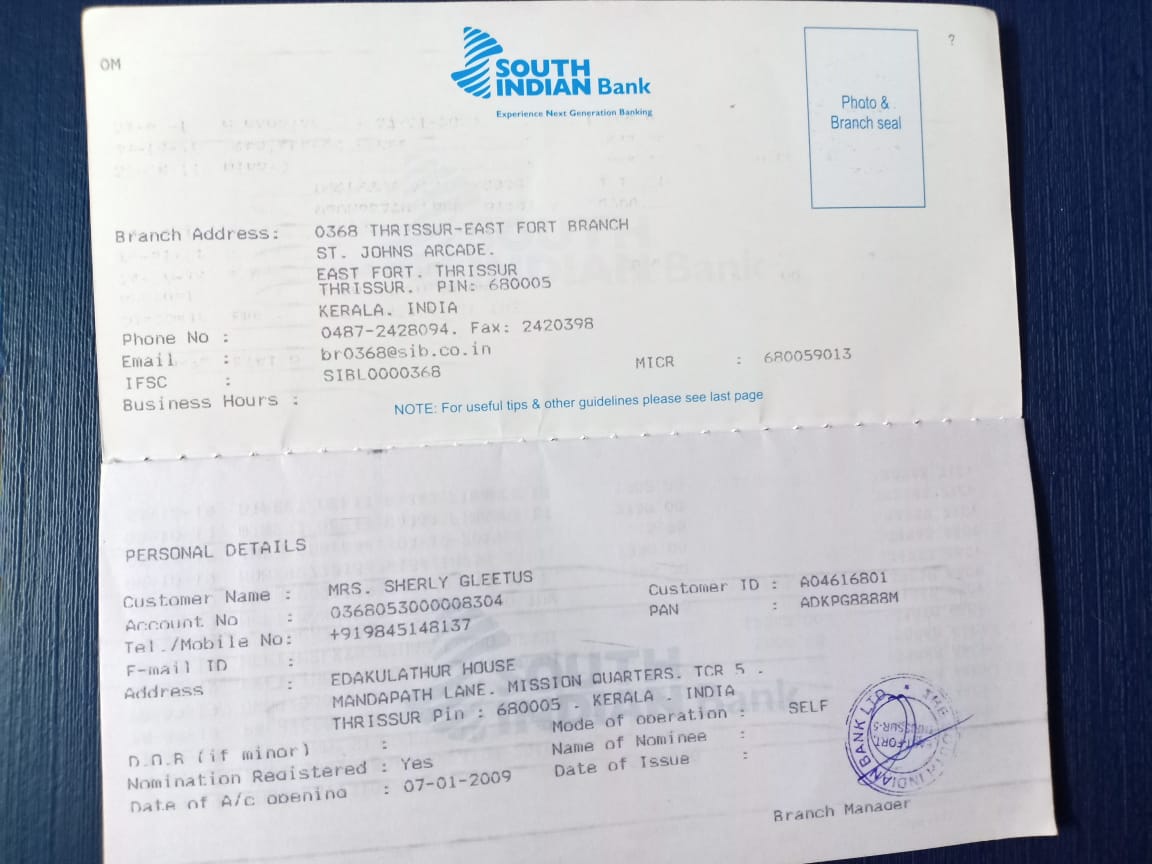 OM
?
SOUTH
INDIAN Bank
Experience Next Generation Banking
Photo &
Branch seal
Branch Address: 0368 THRISSUR-EAST FORT BRANCH
ST. JOHNS ARCADE.
EAST FORT. THRISSUR
THRISSUR. PIN: 680005
KERALA. INDIA
Phone No : 0487-2428094. Fax: 2420398
Email : br0368@sib.co.in
IFSC : SIBL0000368 MICR : 680059013
Business Hours :
NOTE: For useful tips & other guidelines please see last page
PERSONAL DETAILS
Customer Name : MRS. SHERLY GLEETUS Customer ID : A04616801
Account No : 0368053000008304 PAN : ADKPG8888M
Tel./Mobile No: +919845148137
E-mail ID :
Address : EDAKULATHUR HOUSE
MANDAPATH LANE. MISSION QUARTERS. TCR 5 .
THRISSUR Pin : 680005 . KERALA . INDIA
D.O.B (if minor) : Mode of operation : SELF
Nomination Registered : Yes Name of Nominee :
Date of A/c opening : 07-01-2009 Date of Issue :
THE SOUTH INDIAN BANK LTD
Branch Manager